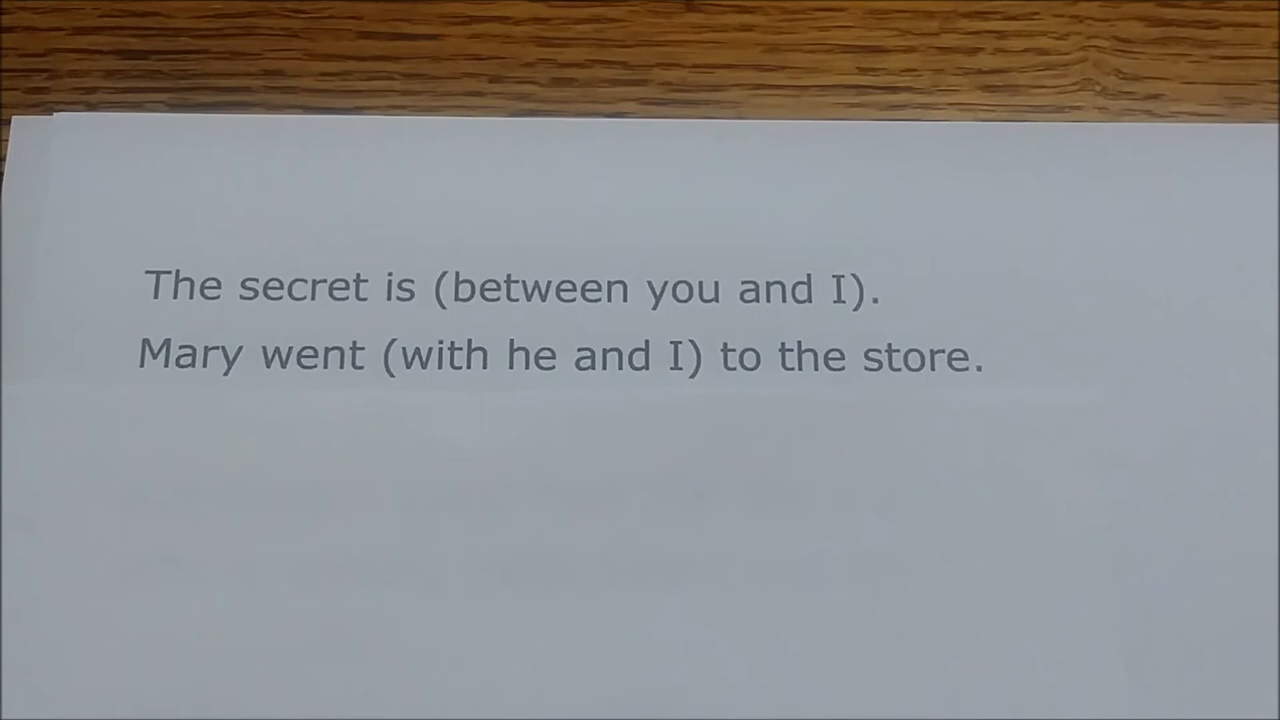 The secret is (between you and I).
Mary went (with he and I) to the store.